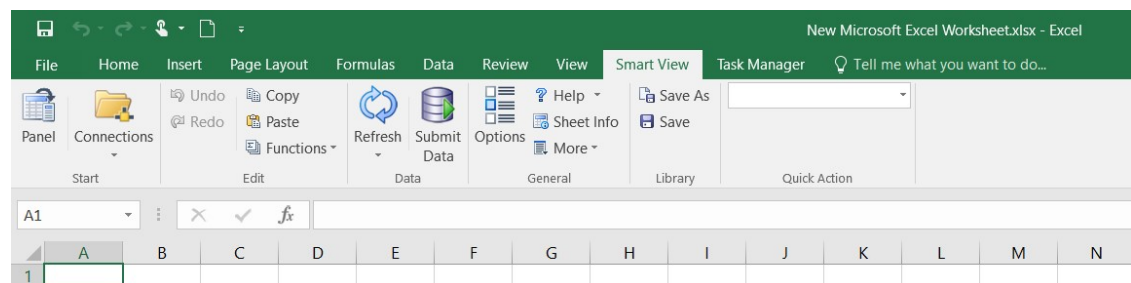 New Microsoft Excel Worksheet.xlsx - Excel
File Home Insert Page Layout Formulas Data Review View Smart View Task Manager Tell me what you want to do...
Panel
Connections
Start
Undo
Redo
Copy
Paste
Functions
Edit
Refresh
Submit
Data
Data
Options
Help
Sheet Info
More
General
Save As
Save
Library
Quick Action
A1
fx
A B C D E F G H I J K L M N
1